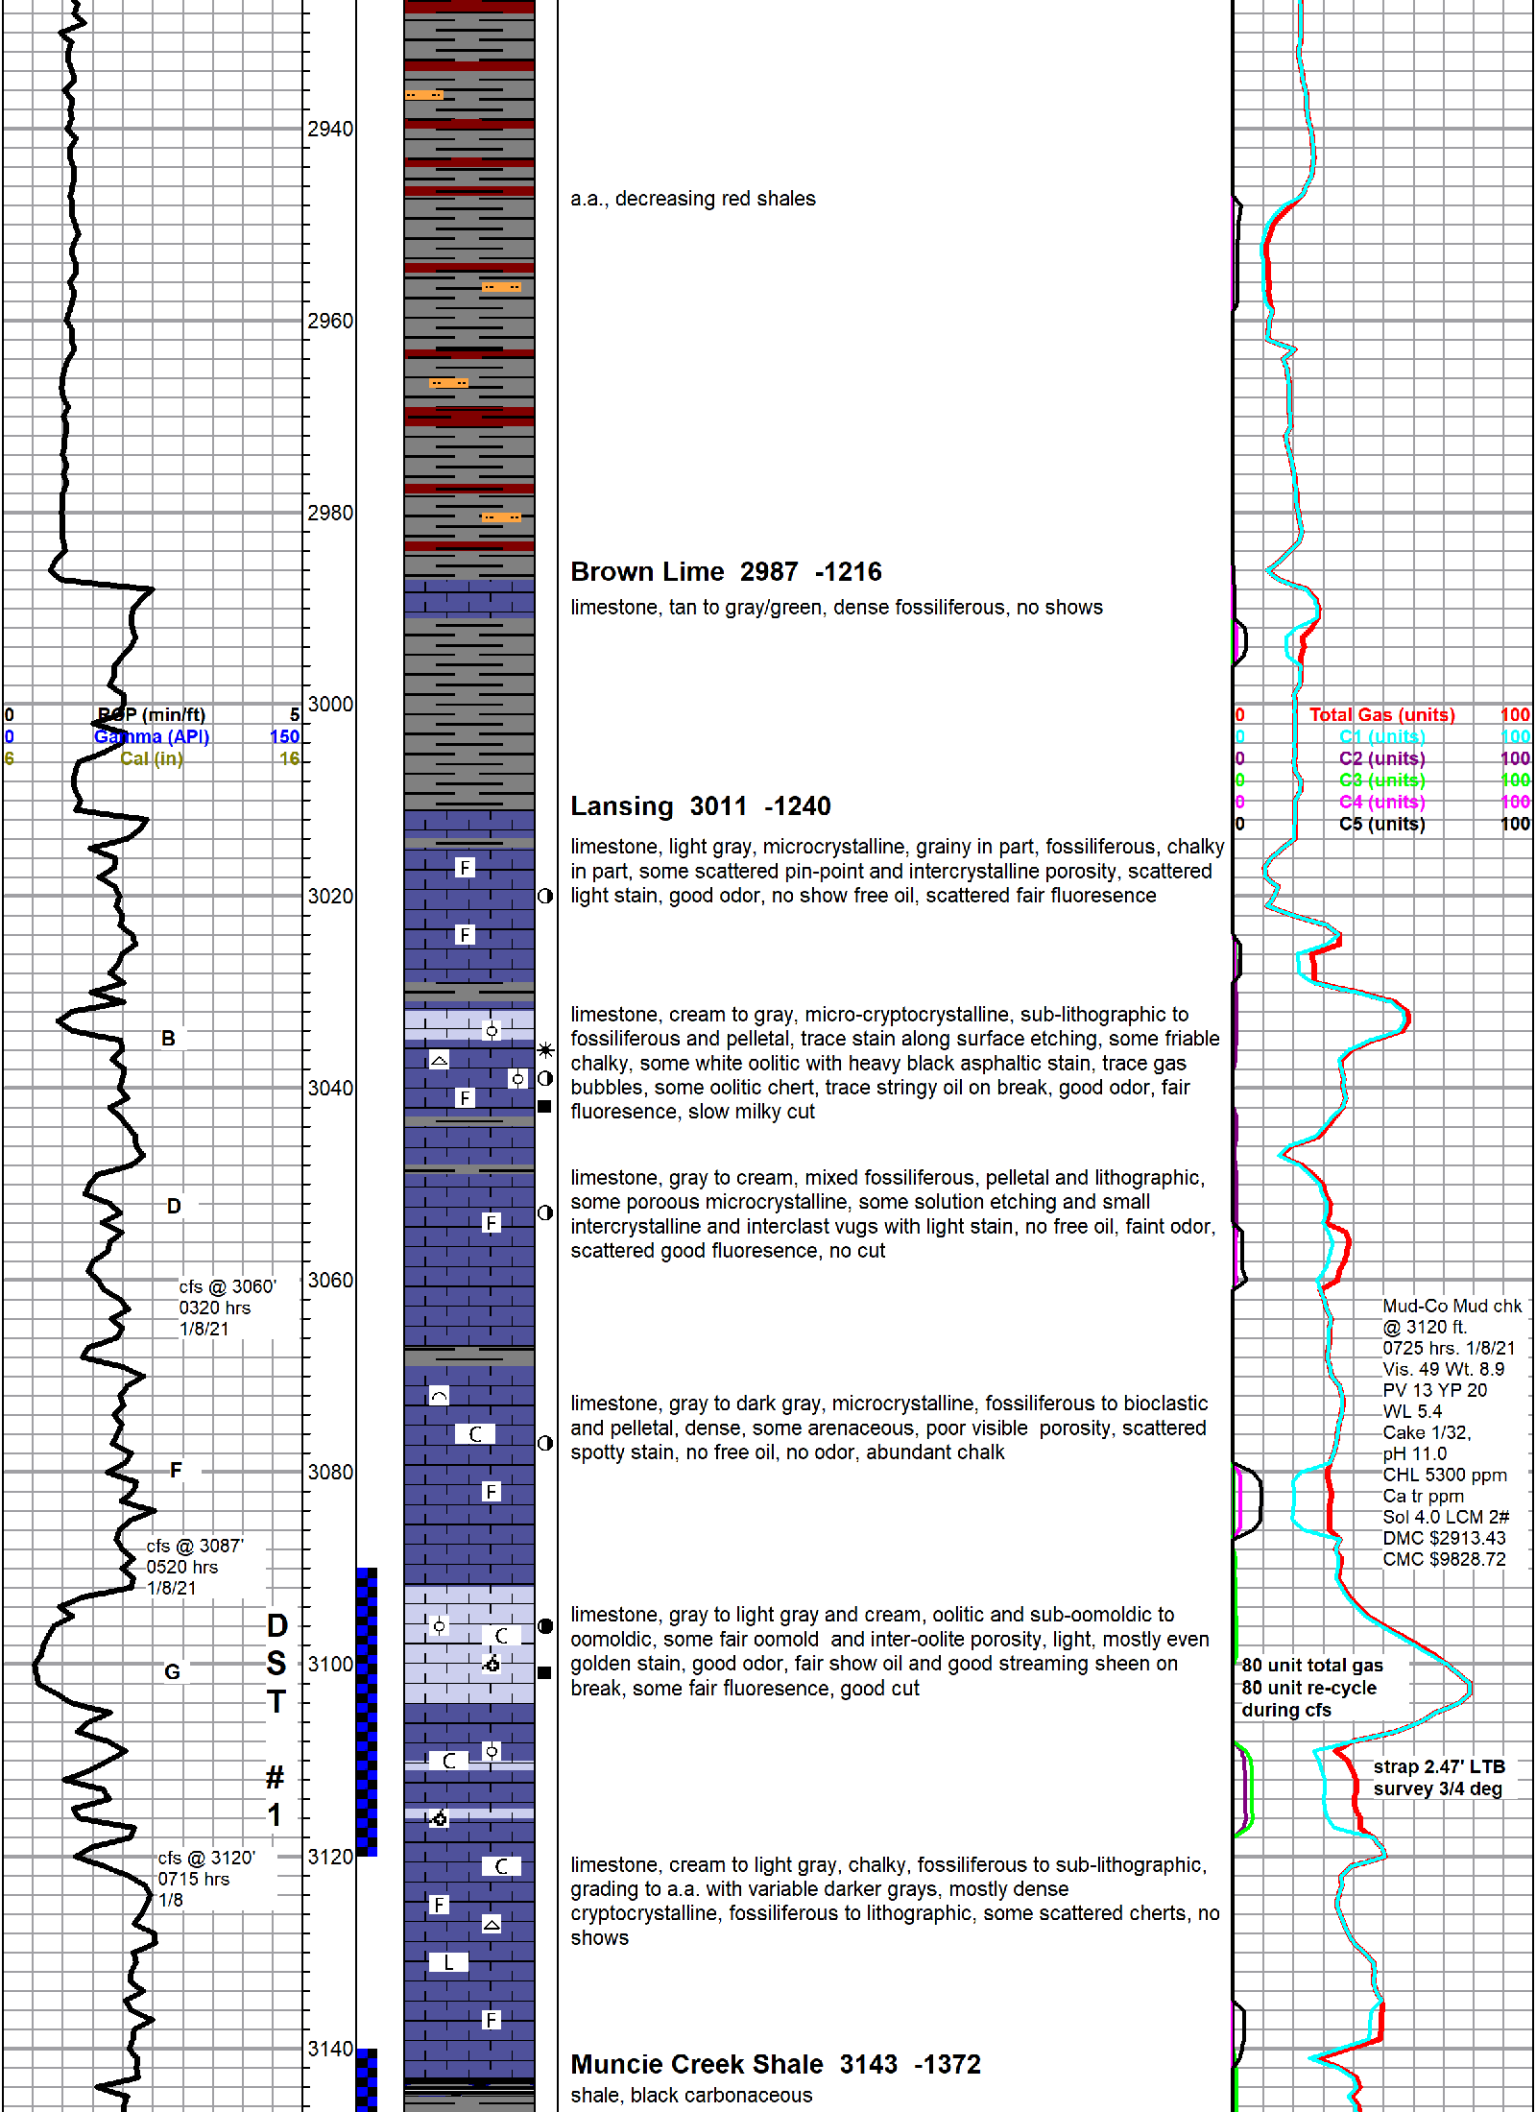 2940
a.a., decreasing red shales
2960
2980
Brown Lime 2987 -1216
limestone, tan to gray/green, dense fossiliferous, no shows
3000
0 ROP (min/ft) 5
0 Gamma (API) 150
6 Cal (in) 16
0 Total Gas (units) 100
0 C1 (units) 100
0 C2 (units) 100
0 C3 (units) 100
0 C4 (units) 100
0 C5 (units) 100
Lansing 3011 -1240
limestone, light gray, microcrystalline, grainy in part, fossiliferous, chalky
in part, some scattered pin-point and intercrystalline porosity, scattered
light stain, good odor, no show free oil, scattered fair fluoresence
F
3020
F
limestone, cream to gray, micro-cryptocrystalline, sub-lithographic to
fossiliferous and pelletal, trace stain along surface etching, some friable
chalky, some white oolitic with heavy black asphaltic stain, trace gas
bubbles, some oolitic chert, trace stringy oil on break, good odor, fair
fluoresence, slow milky cut
B
3040
F
limestone, gray to cream, mixed fossiliferous, pelletal and lithographic,
some poroous microcrystalline, some solution etching and small
intercrystalline and interclast vugs with light stain, no free oil, faint odor,
scattered good fluoresence, no cut
D
F
cfs @ 3060'
0320 hrs
1/8/21
3060
Mud-Co Mud chk
@ 3120 ft.
0725 hrs. 1/8/21
Vis. 49 Wt. 8.9
PV 13 YP 20
WL 5.4
Cake 1/32,
pH 11.0
CHL 5300 ppm
Ca tr ppm
Sol 4.0 LCM 2#
DMC $2913.43
CMC $9828.72
limestone, gray to dark gray, microcrystalline, fossiliferous to bioclastic
and pelletal, dense, some arenaceous, poor visible porosity, scattered
spotty stain, no free oil, no odor, abundant chalk
C
F
3080
F
cfs @ 3087'
0520 hrs
1/8/21
DST #1
limestone, gray to light gray and cream, oolitic and sub-oomoldic to
oomoldic, some fair oomold and inter-oolite porosity, light, mostly even
golden stain, good odor, fair show oil and good streaming sheen on
break, some fair fluoresence, good cut
C
G
3100
80 unit total gas
80 unit re-cycle
during cfs
C
strap 2.47' LTB
survey 3/4 deg
cfs @ 3120'
0715 hrs
1/8
3120
C
limestone, cream to light gray, chalky, fossiliferous to sub-lithographic,
grading to a.a. with variable darker grays, mostly dense
cryptocrystalline, fossiliferous to lithographic, some scattered cherts, no
shows
F
L
F
3140
Muncie Creek Shale 3143 -1372
shale, black carbonaceous